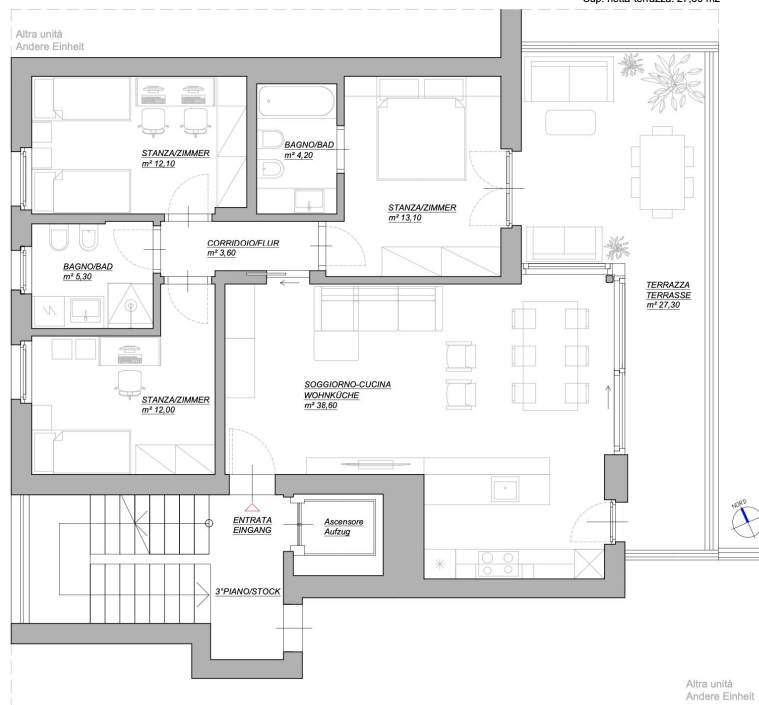 Sup. netta terrazza: 27,30 m2
Altra unità
Andere Einheit
STANZA/ZIMMER
m² 12,10
BAGNO/BAD
m² 4,20
STANZA/ZIMMER
m² 13,10
CORRIDOIO/FLUR
m² 3,60
BAGNO/BAD
m² 5,30
TERRAZZA
TERRASSE
m² 27,30
SOGGIORNO-CUCINA
WOHNKÜCHE
m² 38,60
STANZA/ZIMMER
m² 12,00
ENTRATA
EINGANG
Ascensore
Aufzug
NORD
3°PIANO/STOCK
Altra unità
Andere Einheit